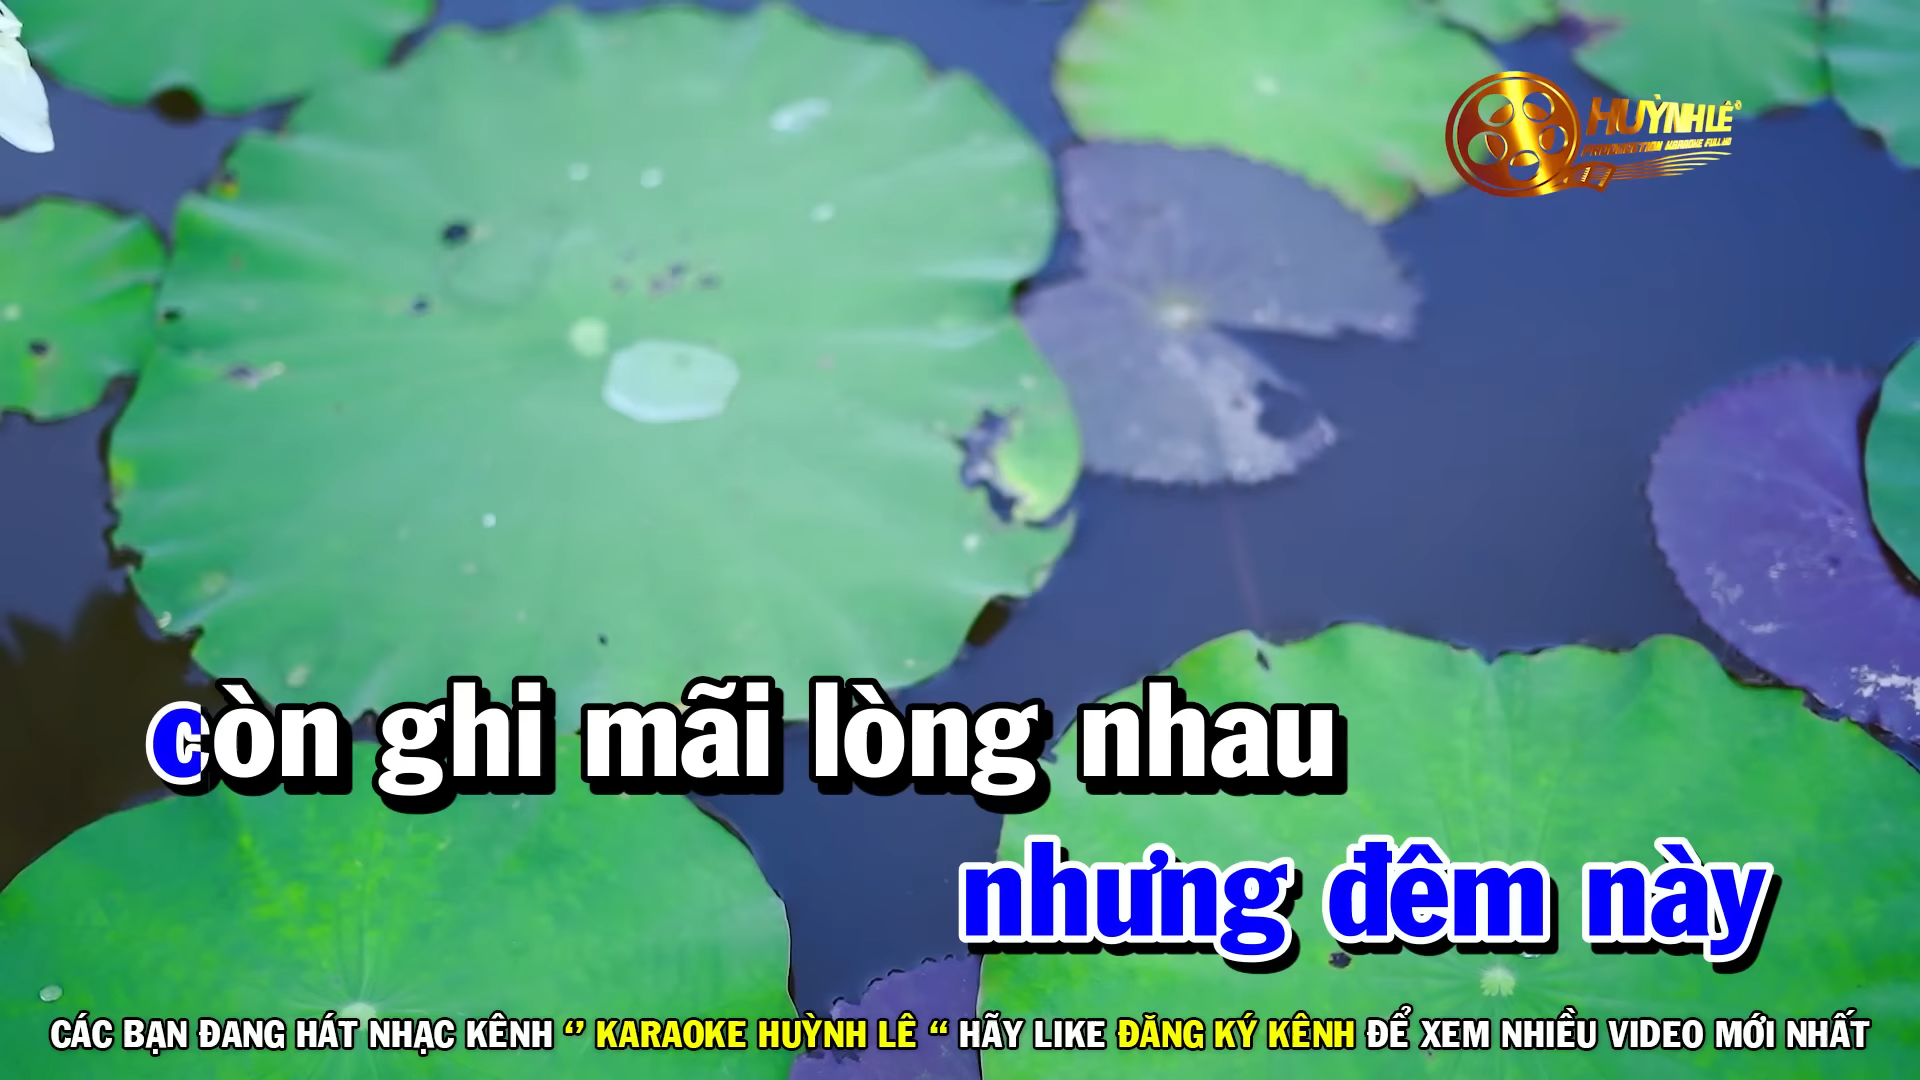 HUỲNH LÊ
còn ghi mãi lòng nhau
nhưng đêm này
CÁC BẠN ĐANG HÁT NHẠC KÊNH ‘’ KARAOKE HUỲNH LÊ “ HÃY LIKE ĐĂNG KÝ KÊNH ĐỂ XEM NHIỀU VIDEO MỚI NHẤT